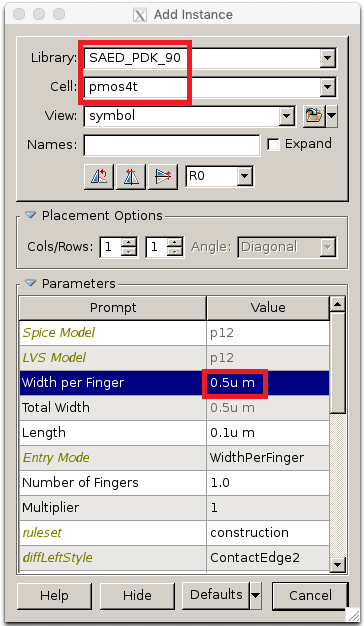 Add Instance
Library: SAED_PDK_90
Cell: pmos4t
View: symbol
Names: Expand
R0
Placement Options
Cols/Rows: 1 1 Angle: Diagonal
Parameters
Prompt Value
Spice Model p12
LVS Model p12
Width per Finger 0.5u m
Total Width 0.5u m
Length 0.1u m
Entry Mode WidthPerFinger
Number of Fingers 1.0
Multiplier 1
ruleset construction
diffLeftStyle ContactEdge2
Help Hide Defaults Cancel